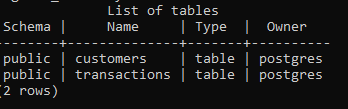 List of tables
Schema | Name | Type | Owner
--------+--------------+-------+----------
public | customers | table | postgres
public | transactions | table | postgres
(2 rows)